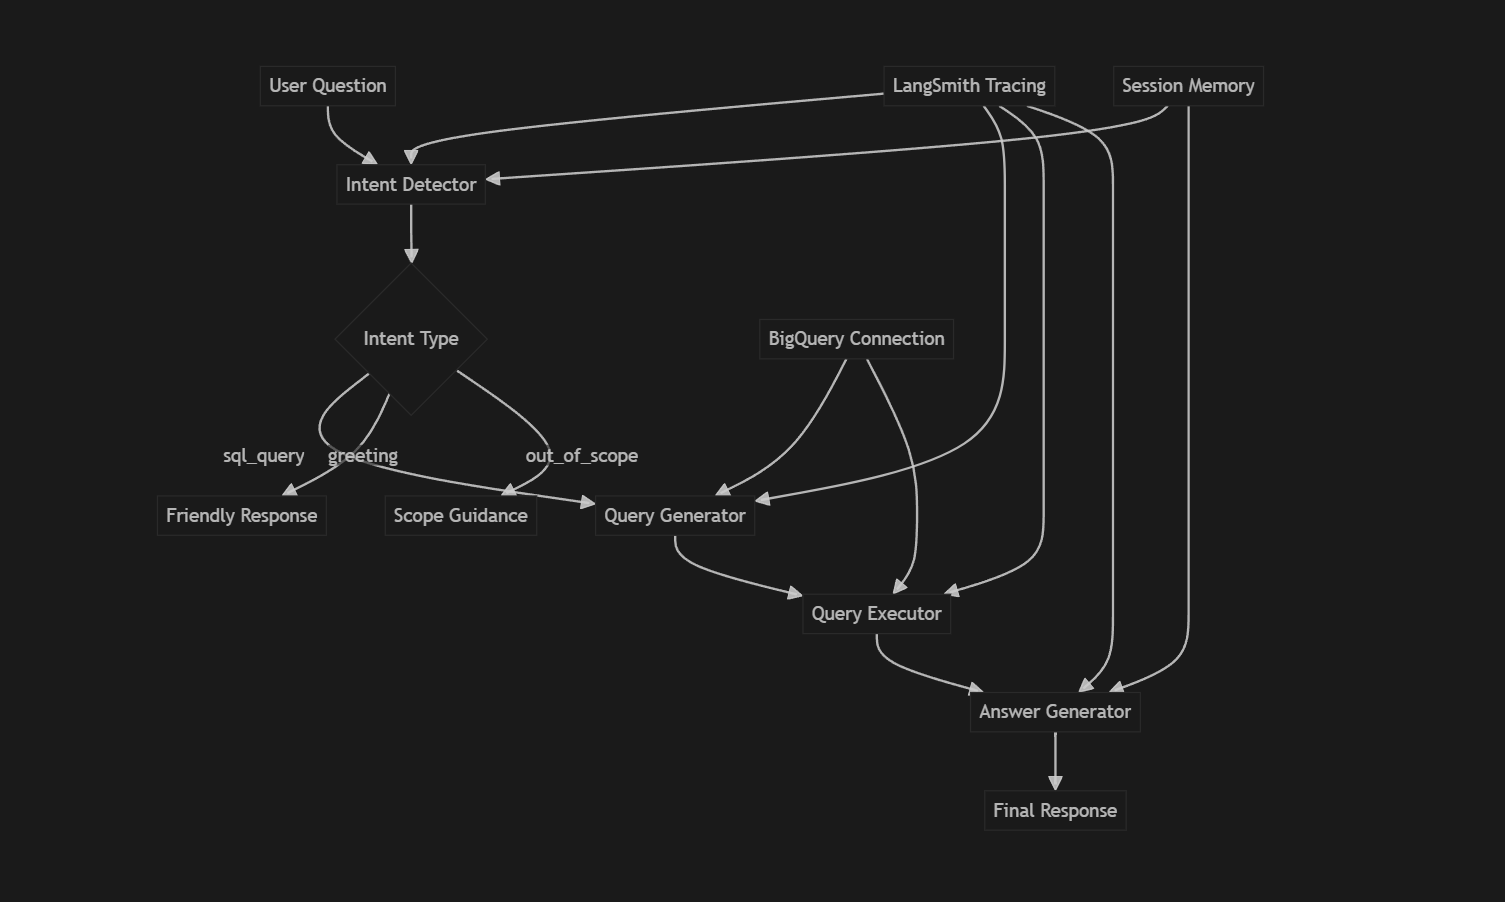 User Question
LangSmith Tracing
Session Memory
Intent Detector
Intent Type
BigQuery Connection
sql_query
greeting
out_of_scope
Friendly Response
Scope Guidance
Query Generator
Query Executor
Answer Generator
Final Response